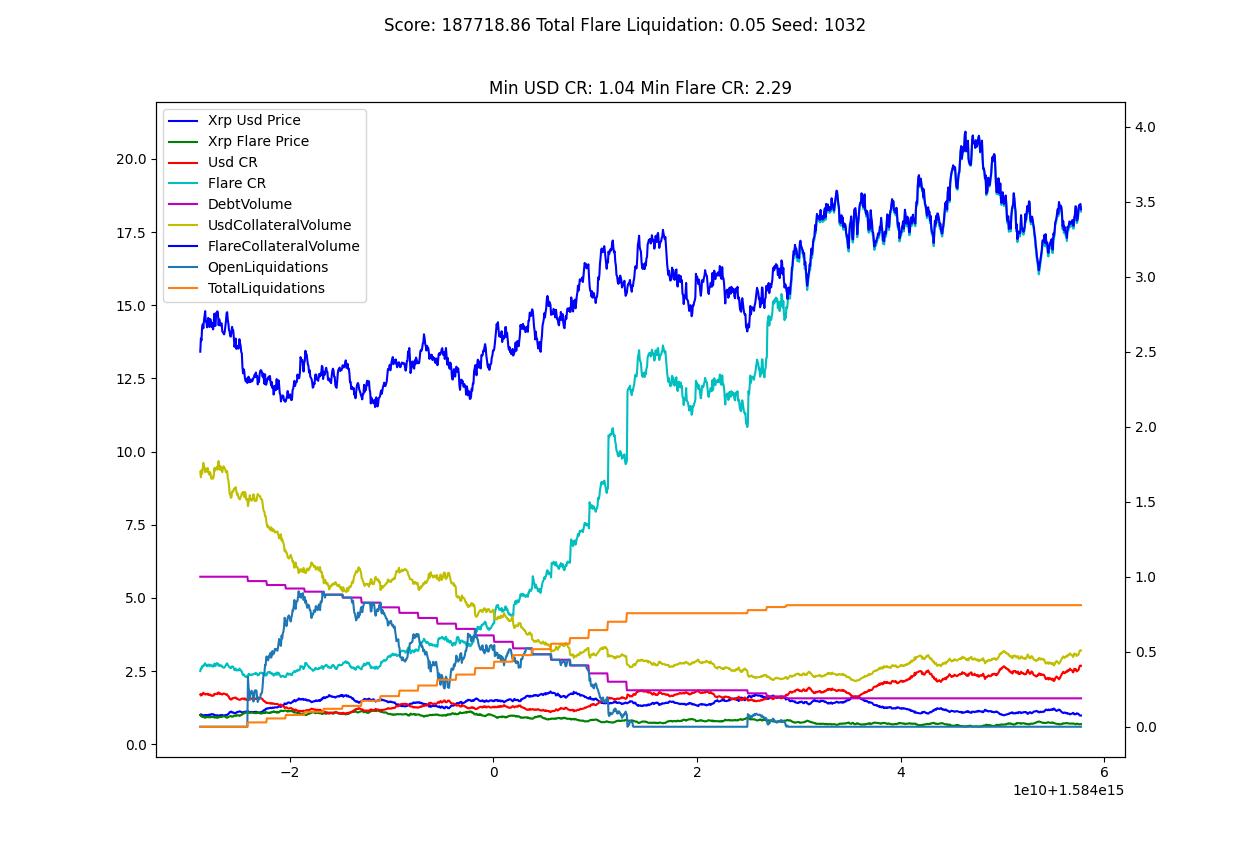 Score: 187718.86 Total Flare Liquidation: 0.05 Seed: 1032
Min USD CR: 1.04 Min Flare CR: 2.29
Xrp Usd Price
Xrp Flare Price
Usd CR
Flare CR
DebtVolume
UsdCollateralVolume
FlareCollateralVolume
OpenLiquidations
TotalLiquidations
20.0
17.5
15.0
12.5
10.0
7.5
5.0
2.5
0.0
4.0
3.5
3.0
2.5
2.0
1.5
1.0
0.5
0.0
−2 0 2 4 6
1e10+1.584e15